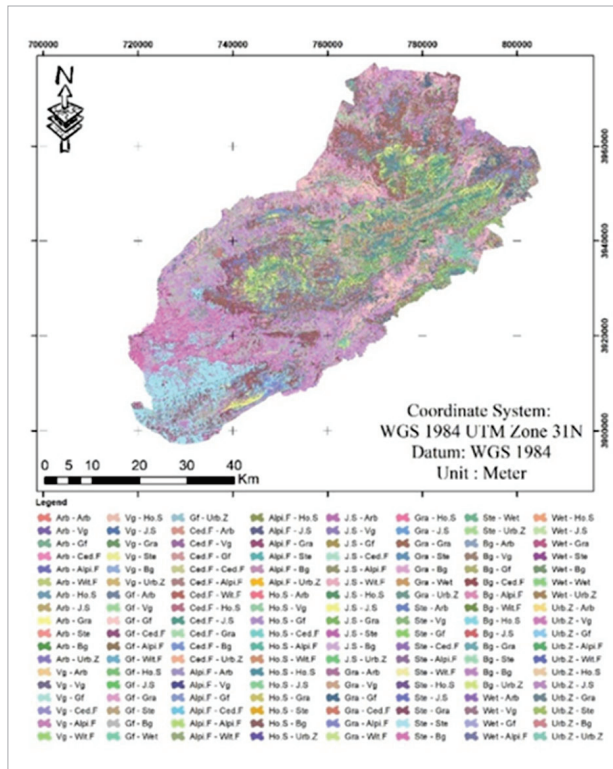 700000 720000 740000 760000 780000 800000
N
3960000
3940000
3920000
3900000
Coordinate System:
WGS 1984 UTM Zone 31N
Datum: WGS 1984
Unit : Meter
0 5 10 20 30 40
Km
Legend
Arb - Arb
Arb - Vg
Arb - Gf
Arb - Ced.F
Arb - Alpi.F
Arb - Wit.F
Arb - Ho.S
Arb - J.S
Arb - Gra
Arb - Ste
Arb - Bg
Arb - Urb.Z
Vg - Arb
Vg - Vg
Vg - Gf
Vg - Ced.F
Vg - Alpi.F
Vg - Wit.F
Vg - Ho.S
Vg - J.S
Vg - Gra
Vg - Ste
Vg - Bg
Vg - Urb.Z
Gf - Arb
Gf - Vg
Gf - Gf
Gf - Ced.F
Gf - Alpi.F
Gf - Wit.F
Gf - Ho.S
Gf - J.S
Gf - Gra
Gf - Ste
Gf - Bg
Gf - Wet
Gf - Urb.Z
Ced.F - Arb
Ced.F - Vg
Ced.F - Gf
Ced.F - Ced.F
Ced.F - Alpi.F
Ced.F - Wit.F
Ced.F - Ho.S
Ced.F - J.S
Ced.F - Gra
Ced.F - Bg
Ced.F - Urb.Z
Alpi.F - Arb
Alpi.F - Vg
Alpi.F - Gf
Alpi.F - Ced.F
Alpi.F - Alpi.F
Alpi.F - Wit.F
Alpi.F - Ho.S
Alpi.F - J.S
Alpi.F - Gra
Alpi.F - Ste
Alpi.F - Bg
Alpi.F - Urb.Z
Ho.S - Arb
Ho.S - Vg
Ho.S - Gf
Ho.S - Ced.F
Ho.S - Alpi.F
Ho.S - Wit.F
Ho.S - Ho.S
Ho.S - J.S
Ho.S - Gra
Ho.S - Ste
Ho.S - Bg
Ho.S - Urb.Z
J.S - Arb
J.S - Vg
J.S - Gf
J.S - Ced.F
J.S - Alpi.F
J.S - Wit.F
J.S - Ho.S
J.S - J.S
J.S - Gra
J.S - Ste
J.S - Bg
J.S - Urb.Z
Gra - Arb
Gra - Vg
Gra - Gf
Gra - Ced.F
Gra - Alpi.F
Gra - Wit.F
Gra - Ho.S
Gra - J.S
Gra - Gra
Gra - Ste
Gra - Bg
Gra - Wet
Gra - Urb.Z
Ste - Arb
Ste - Vg
Ste - Gf
Ste - Ced.F
Ste - Alpi.F
Ste - Wit.F
Ste - Ho.S
Ste - J.S
Ste - Gra
Ste - Ste
Ste - Bg
Ste - Wet
Ste - Urb.Z
Bg - Arb
Bg - Vg
Bg - Gf
Bg - Ced.F
Bg - Alpi.F
Bg - Wit.F
Bg - Ho.S
Bg - J.S
Bg - Gra
Bg - Ste
Bg - Bg
Bg - Urb.Z
Wet - Arb
Wet - Vg
Wet - Gf
Wet - Alpi.F
Wet - Ho.S
Wet - J.S
Wet - Gra
Wet - Ste
Wet - Bg
Wet - Wet
Wet - Urb.Z
Urb.Z - Arb
Urb.Z - Vg
Urb.Z - Gf
Urb.Z - Alpi.F
Urb.Z - Wit.F
Urb.Z - Ho.S
Urb.Z - J.S
Urb.Z - Gra
Urb.Z - Ste
Urb.Z - Bg
Urb.Z - Urb.Z